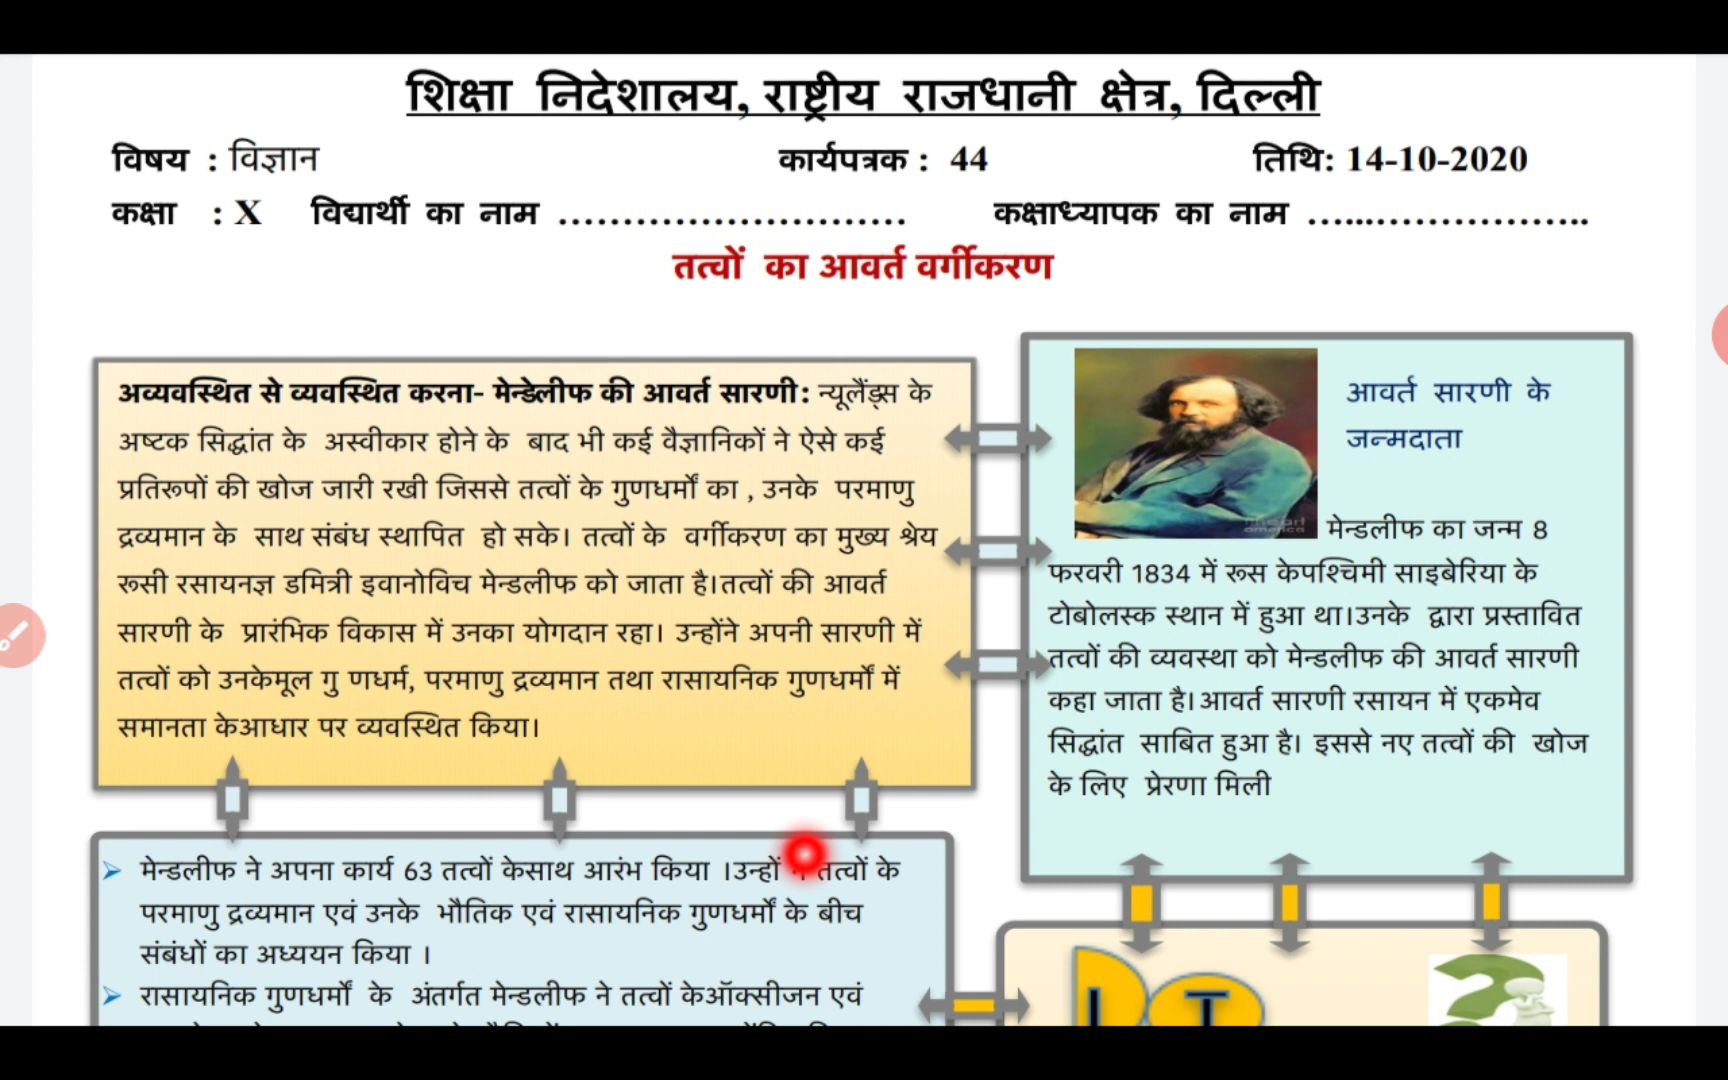 शिक्षा निदेशालय, राष्ट्रीय राजधानी क्षेत्र, दिल्ली
विषय : विज्ञान कार्यपत्रक : 44 तिथि: 14-10-2020
कक्षा : X विद्यार्थी का नाम ........................... कक्षाध्यापक का नाम ......................
तत्वों का आवर्त वर्गीकरण
अव्यवस्थित से व्यवस्थित करना- मेन्डेलीफ की आवर्त सारणी: न्यूलैंड्स के
अष्टक सिद्धांत के अस्वीकार होने के बाद भी कई वैज्ञानिकों ने ऐसे कई
प्रतिरूपों की खोज जारी रखी जिससे तत्वों के गुणधर्मों का , उनके परमाणु
द्रव्यमान के साथ संबंध स्थापित हो सके। तत्वों के वर्गीकरण का मुख्य श्रेय
रूसी रसायनज्ञ डमित्री इवानोविच मेन्डलीफ को जाता है।तत्वों की आवर्त
सारणी के प्रारंभिक विकास में उनका योगदान रहा। उन्होंने अपनी सारणी में
तत्वों को उनकेमूल गु णधर्म, परमाणु द्रव्यमान तथा रासायनिक गुणधर्मों में
समानता केआधार पर व्यवस्थित किया।
आवर्त सारणी के
जन्मदाता
मेन्डलीफ का जन्म 8
फरवरी 1834 में रूस केपश्चिमी साइबेरिया के
टोबोलस्क स्थान में हुआ था।उनके द्वारा प्रस्तावित
तत्वों की व्यवस्था को मेन्डलीफ की आवर्त सारणी
कहा जाता है। आवर्त सारणी रसायन में एकमेव
सिद्धांत साबित हुआ है। इससे नए तत्वों की खोज
के लिए प्रेरणा मिली
मेन्डलीफ ने अपना कार्य 63 तत्वों केसाथ आरंभ किया ।उन्हों तत्वों के
परमाणु द्रव्यमान एवं उनके भौतिक एवं रासायनिक गुणधर्मों के बीच
संबंधों का अध्ययन किया ।
रासायनिक गुणधर्मों के अंतर्गत मेन्डलीफ ने तत्वों केऑक्सीजन एवं